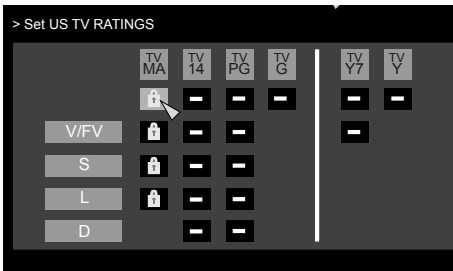 > Set US TV RATINGS
TV MA TV 14 TV PG TV G TV Y7 TV Y
V/FV
S
L
D